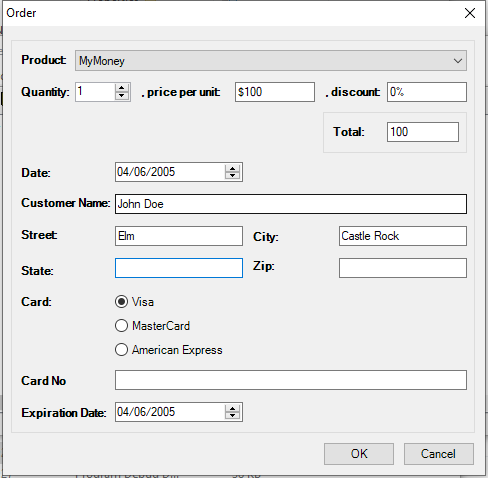 Order
Product: MyMoney
Quantity: 1 , price per unit: $100 , discount: 0%
Total: 100
Date: 04/06/2005
Customer Name: John Doe
Street: Elm City: Castle Rock
State: Zip:
Card: Visa
MasterCard
American Express
Card No
Expiration Date: 04/06/2005
OK Cancel